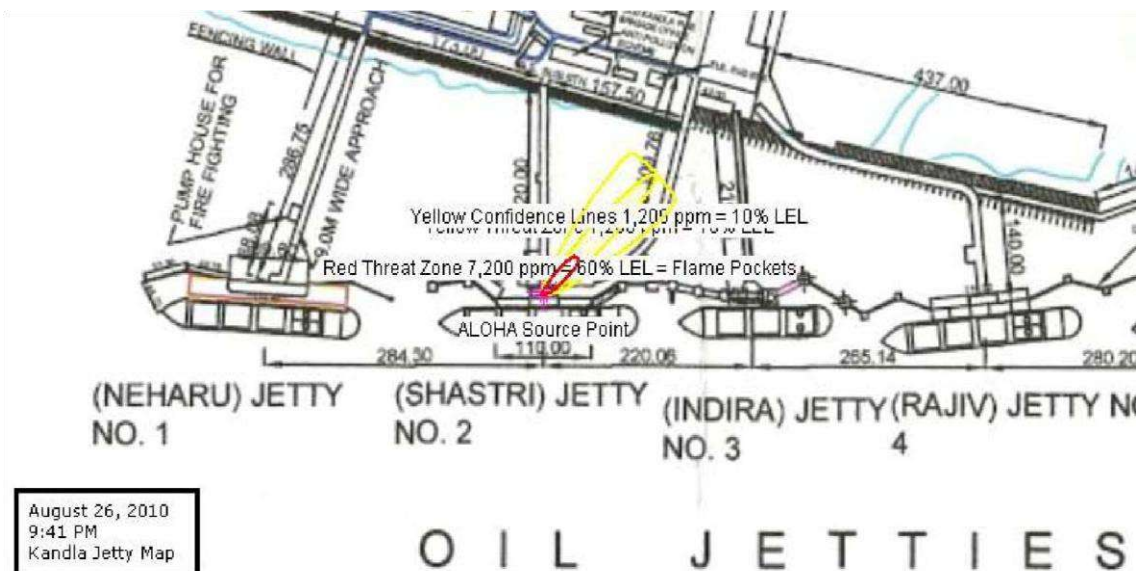 FENCING WALL
437.00
157.50
PUMP HOUSE FOR
FIRE FIGHTING
286.75
9.0M WIDE APPROACH
20.00
Yellow Confidence Lines 1,200 ppm = 10% LEL
Red Threat Zone 7,200 ppm = 60% LEL = Flame Pockets
140.00
ALOHA Source Point
284.30
110.00
220.06
265.14
280.20
(NEHARU) JETTY
NO. 1
(SHASTRI) JETTY
NO. 2
(INDIRA) JETTY
NO. 3
(RAJIV) JETTY NO
4
August 26, 2010
9:41 PM
Kandla Jetty Map
OIL JETTIES